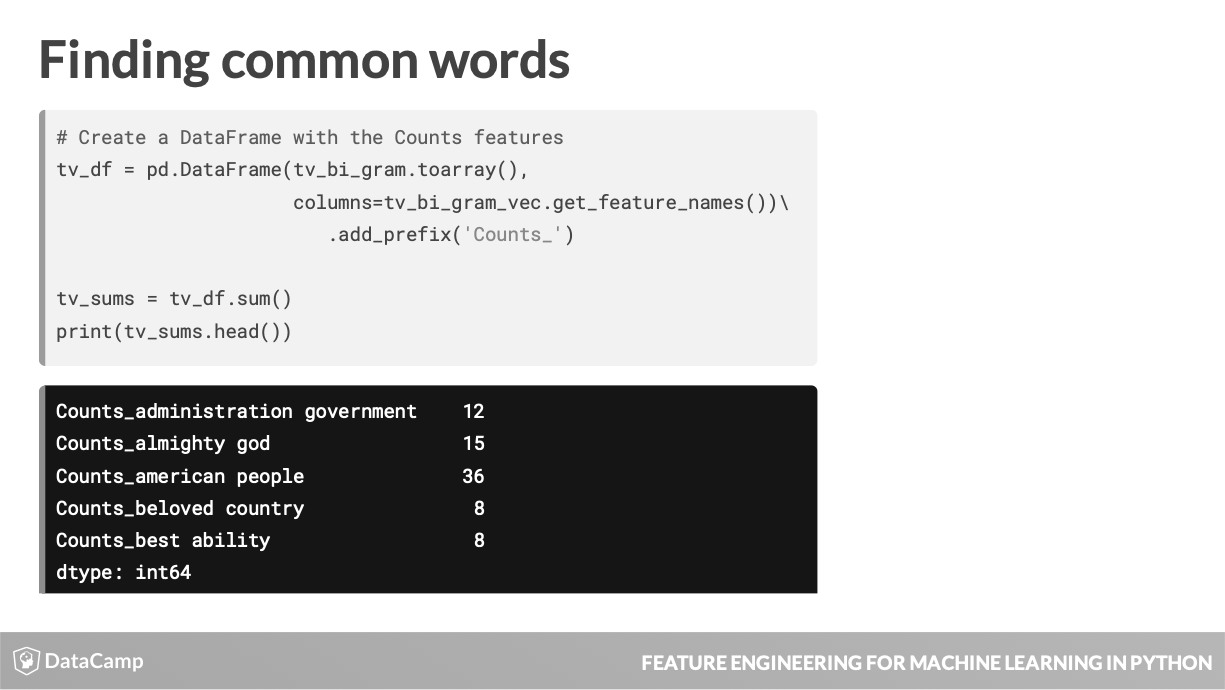 Finding common words
# Create a DataFrame with the Counts features
tv_df = pd.DataFrame(tv_bi_gram.toarray(),
                     columns=tv_bi_gram_vec.get_feature_names())\
                        .add_prefix('Counts_')
tv_sums = tv_df.sum()
print(tv_sums.head())
Counts_administration government    12
Counts_almighty god                 15
Counts_american people              36
Counts_beloved country               8
Counts_best ability                  8
dtype: int64
DataCamp
FEATURE ENGINEERING FOR MACHINE LEARNING IN PYTHON